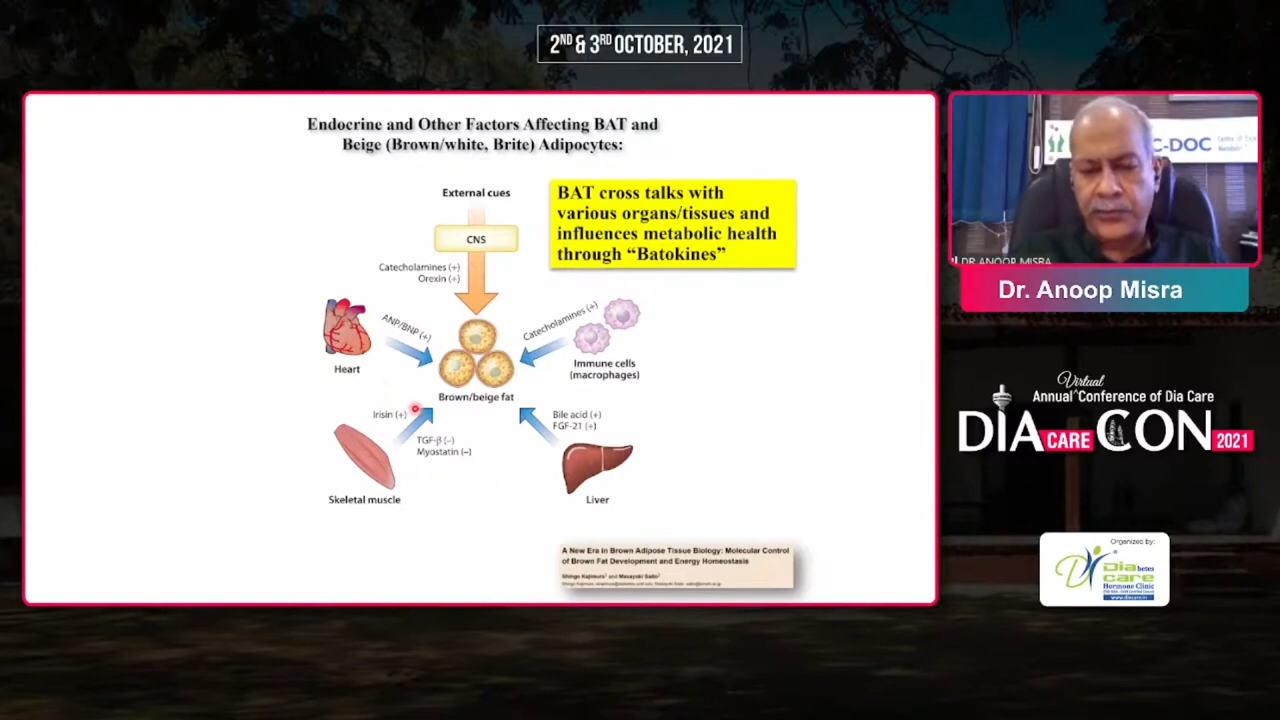 2ND & 3RD OCTOBER, 2021
Endocrine and Other Factors Affecting BAT and
Beige (Brown/white, Brite) Adipocytes:
External cues
CNS
Catecholamines (+)
Orexin (+)
BAT cross talks with
various organs/tissues and
influences metabolic health
through “Batokines”
ANP/BNP (+)
Heart
Catecholamines (+)
Immune cells
(macrophages)
Brown/beige fat
Irisin (+)
TGF-β (–)
Myostatin (–)
Skeletal muscle
Bile acid (+)
FGF-21 (+)
Liver
A New Era in Brown Adipose Tissue Biology: Molecular Control
of Brown Fat Development and Energy Homeostasis
Shingo Kajimura1 and Masayuki Saito2
C-DOC
DR ANOOP MISRA
Dr. Anoop Misra
Virtual
Annual Conference of Dia Care
DIA CARE CON 2021
Organized by:
Diabetes
care
Hormone Clinic